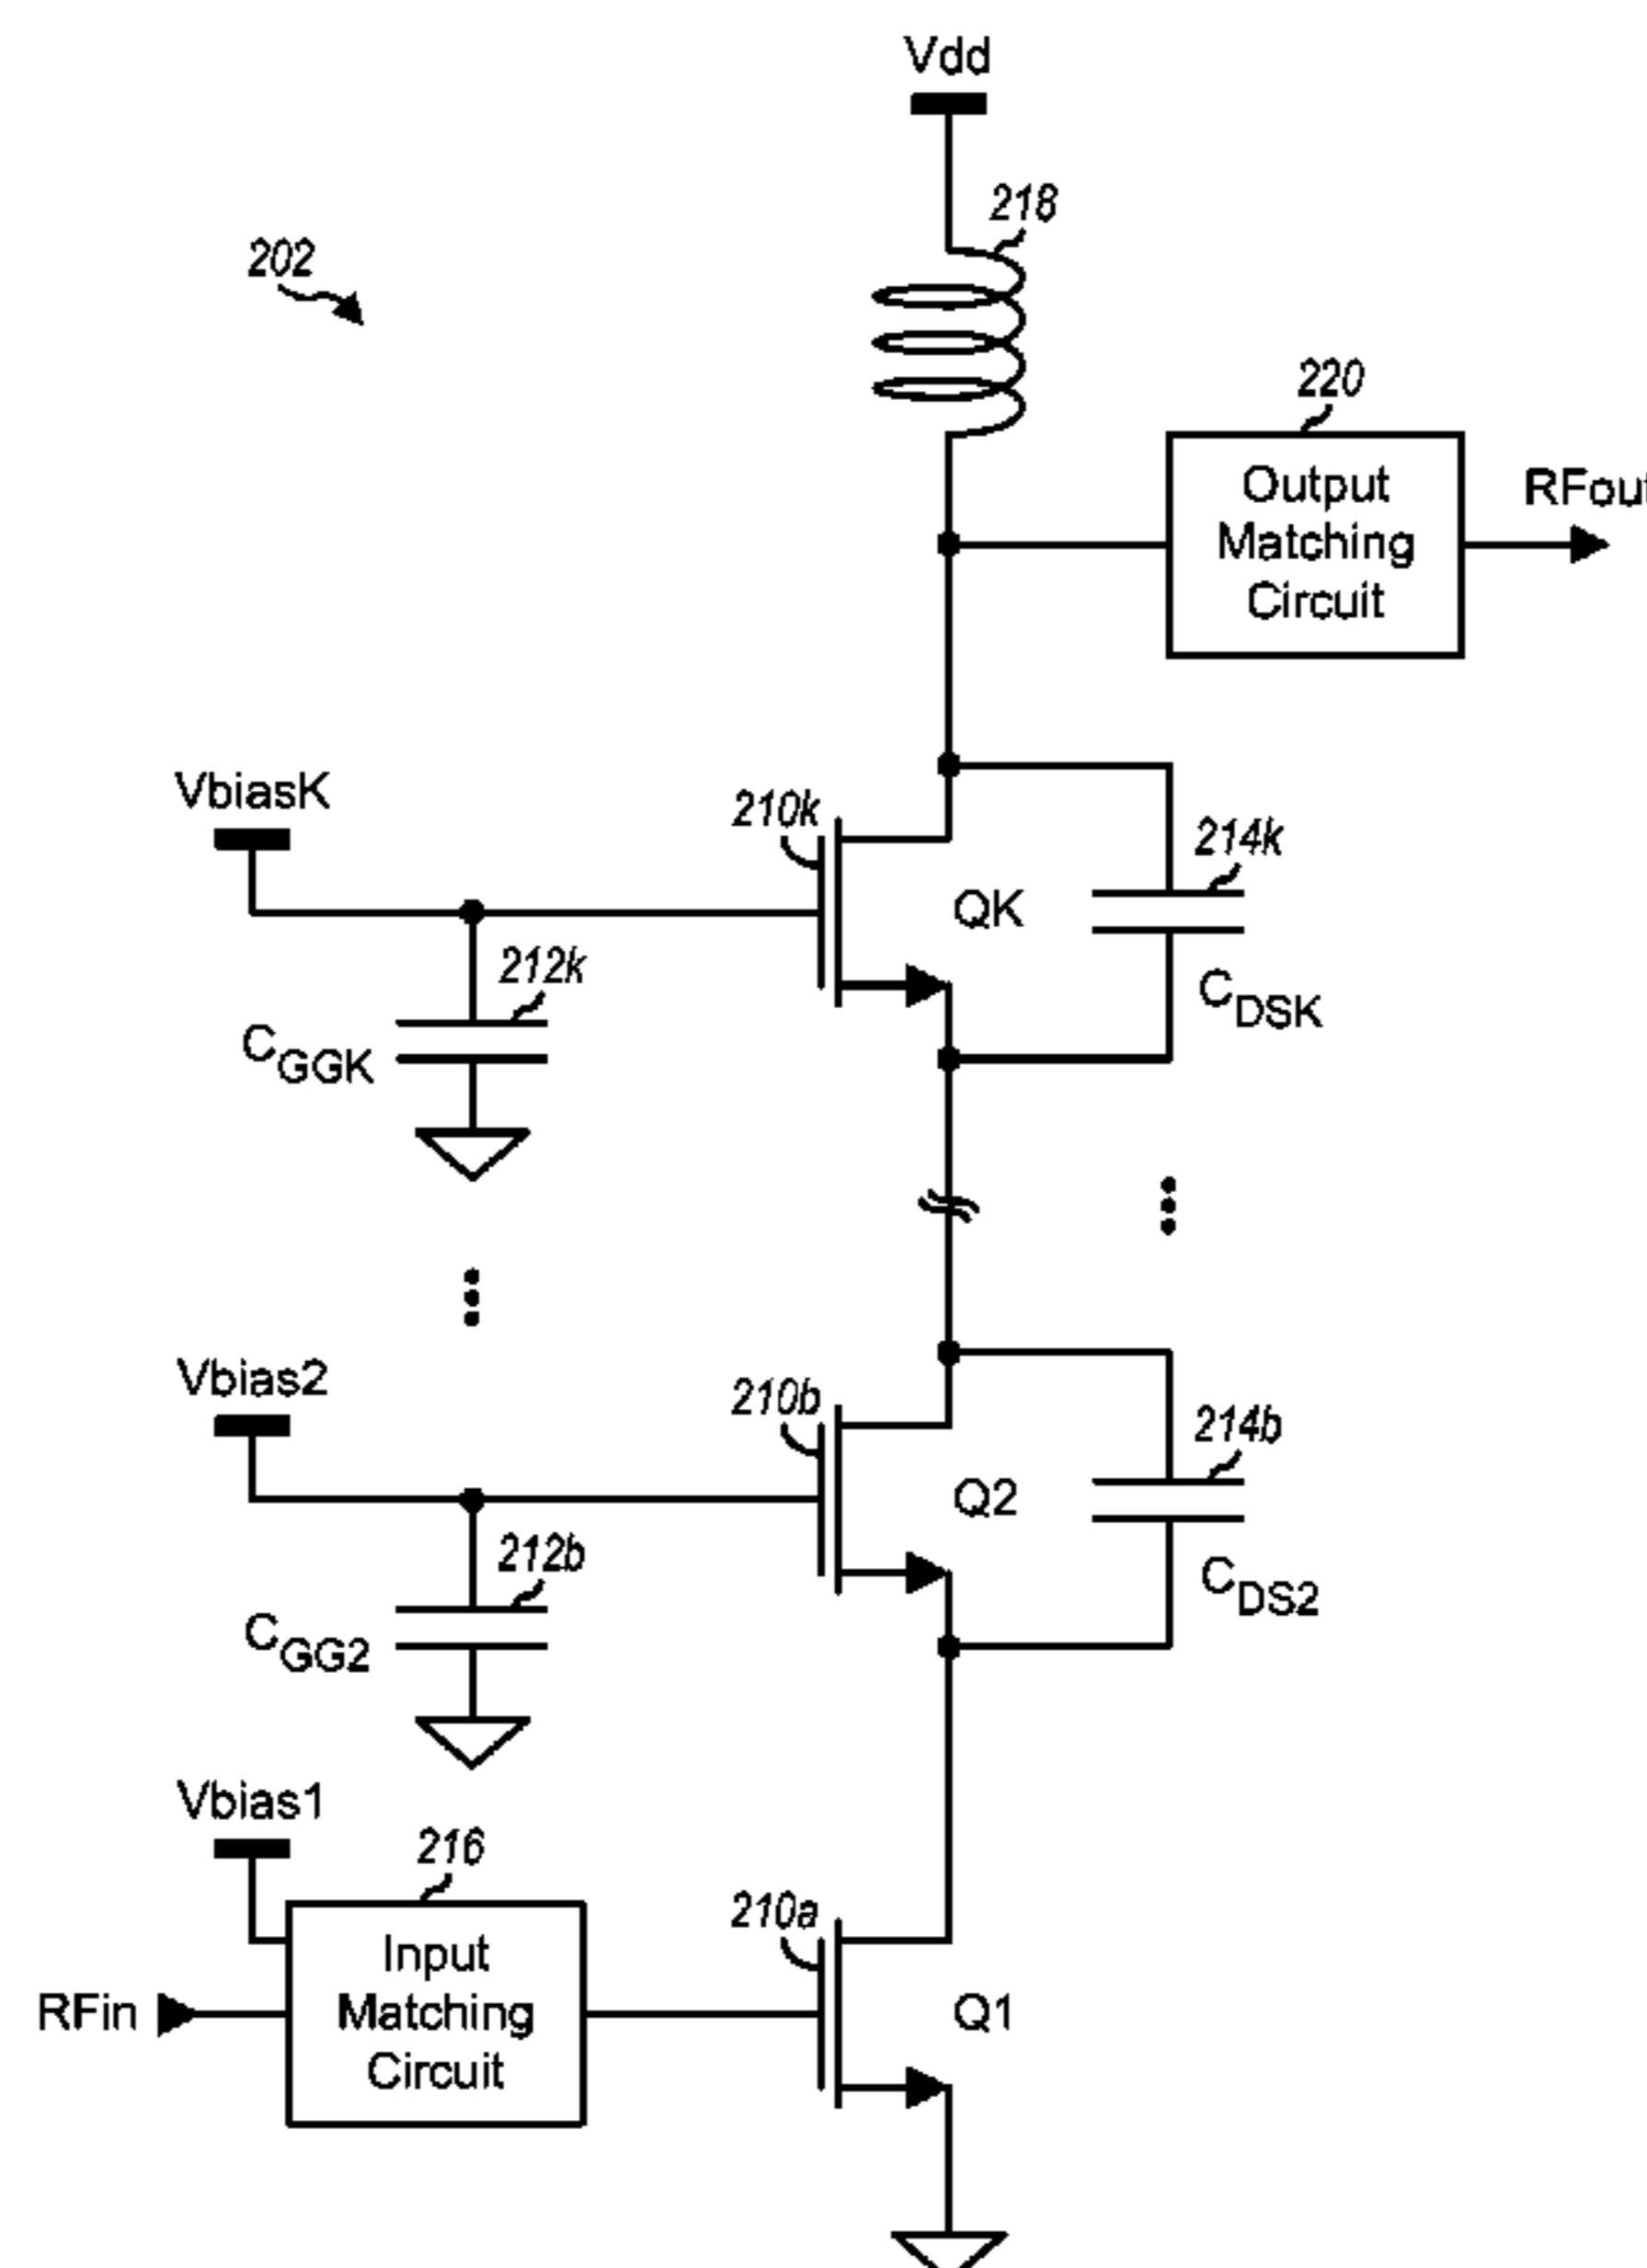 Vdd
218
202
220
Output
Matching
Circuit
RFout
VbiasK
210k
214k
QK
212k
CGGK
CDSK
Vbias2
210b
214b
Q2
212b
CGG2
CDS2
Vbias1
216
210a
Input
Matching
Circuit
RFin
Q1